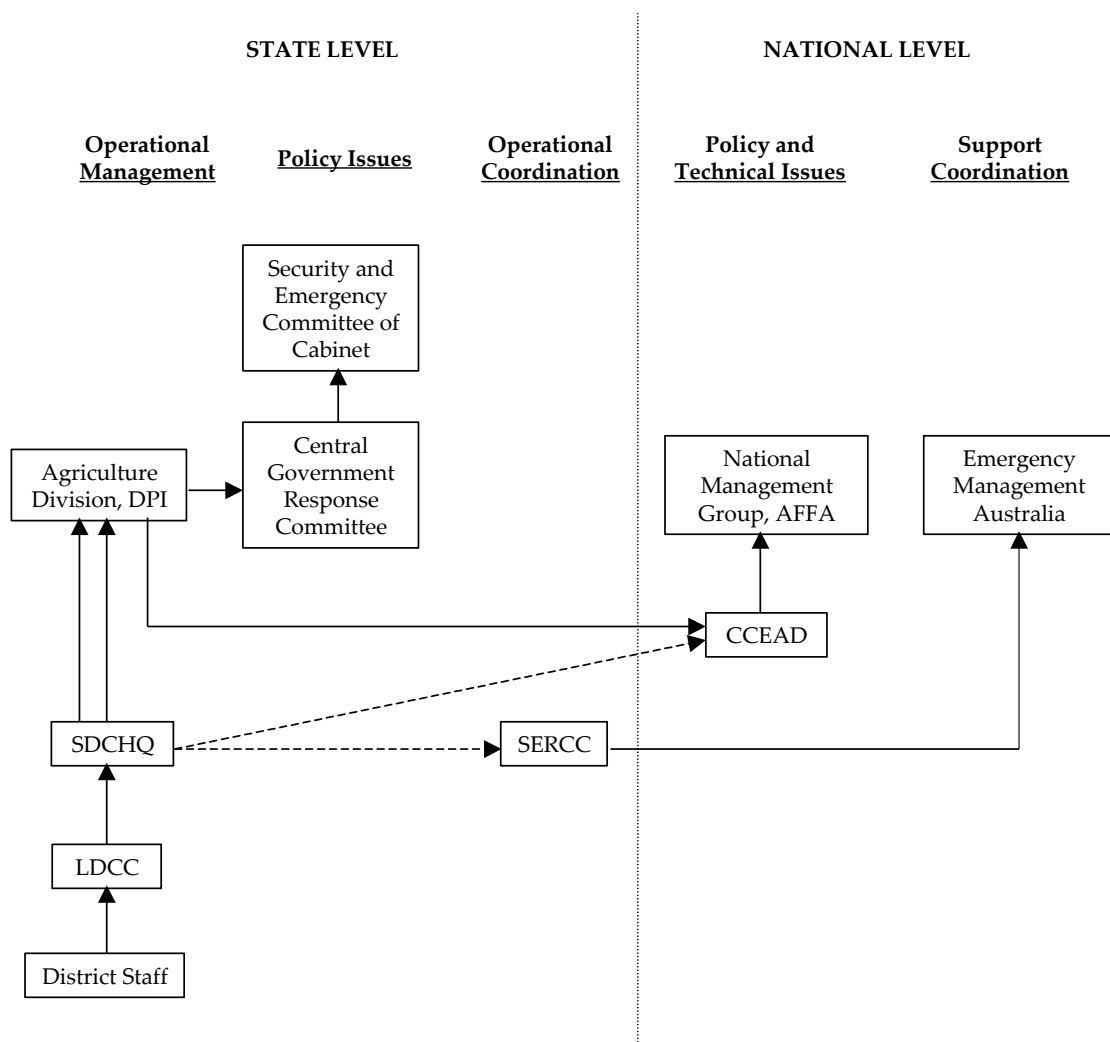 STATE LEVEL
NATIONAL LEVEL
Operational
Management
Policy Issues
Operational
Coordination
Policy and
Technical Issues
Support
Coordination
Security and
Emergency
Committee of
Cabinet
Agriculture
Division, DPI
Central
Government
Response
Committee
National
Management
Group, AFFA
Emergency
Management
Australia
CCEAD
SDCHQ
SERCC
LDCC
District Staff